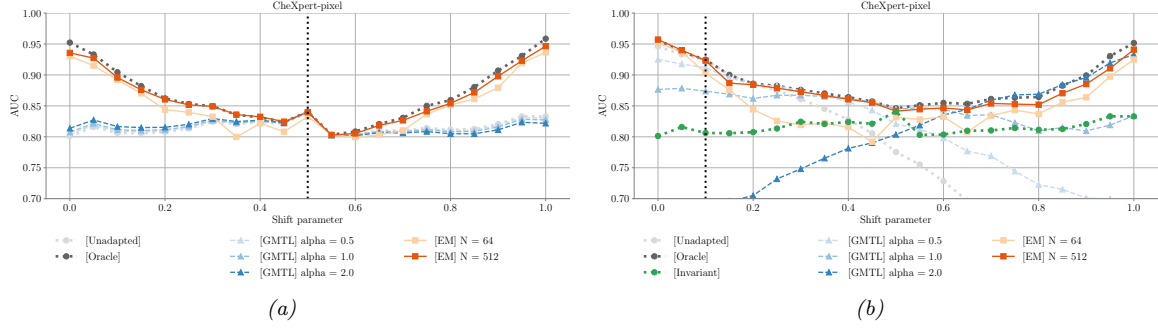 CheXpert-pixel
1.00
0.95
0.90
0.85
0.80
0.75
0.70
AUC
0.0 0.2 0.4 0.6 0.8 1.0
Shift parameter
[Unadapted] [GMTL] alpha = 0.5 [EM] N = 64
[Oracle] [GMTL] alpha = 1.0 [EM] N = 512
[GMTL] alpha = 2.0
(a)
CheXpert-pixel
1.00
0.95
0.90
0.85
0.80
0.75
0.70
AUC
0.0 0.2 0.4 0.6 0.8 1.0
Shift parameter
[Unadapted] [GMTL] alpha = 0.5 [EM] N = 64
[Oracle] [GMTL] alpha = 1.0 [EM] N = 512
[Invariant] [GMTL] alpha = 2.0
(b)